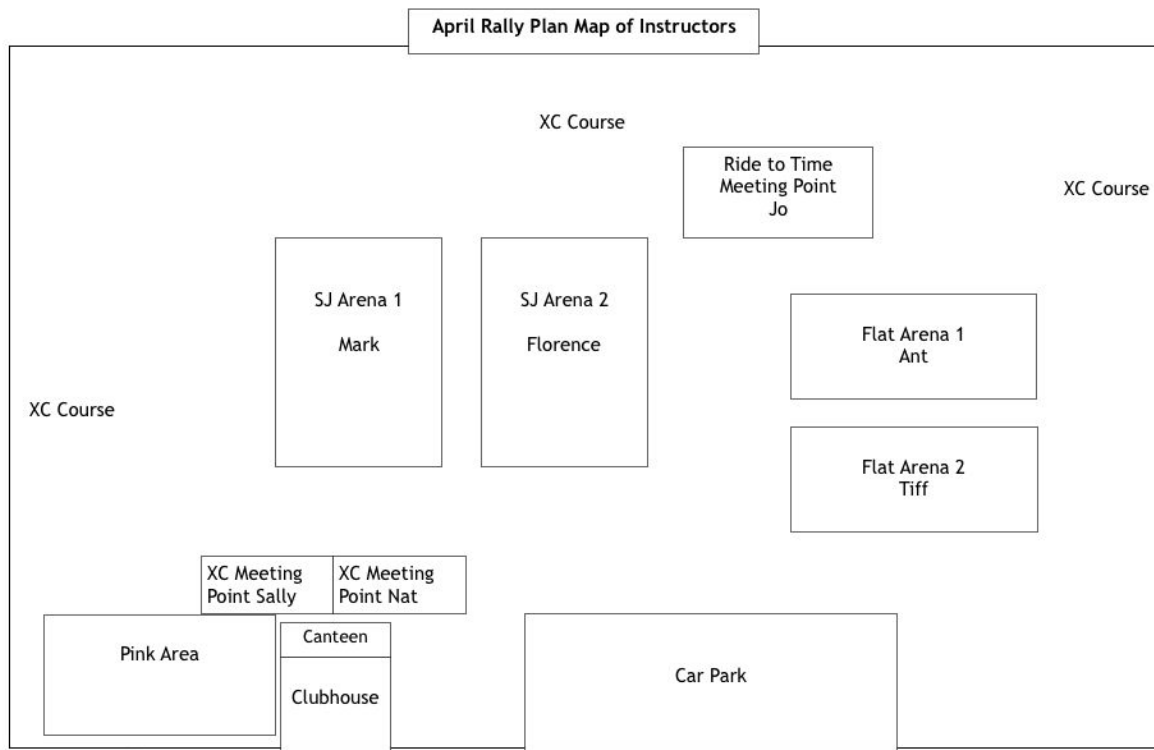 April Rally Plan Map of Instructors
XC Course
Ride to Time
Meeting Point
Jo
XC Course
SJ Arena 1
Mark
SJ Arena 2
Florence
Flat Arena 1
Ant
XC Course
Flat Arena 2
Tiff
XC Meeting
Point Sally
XC Meeting
Point Nat
Pink Area
Canteen
Clubhouse
Car Park